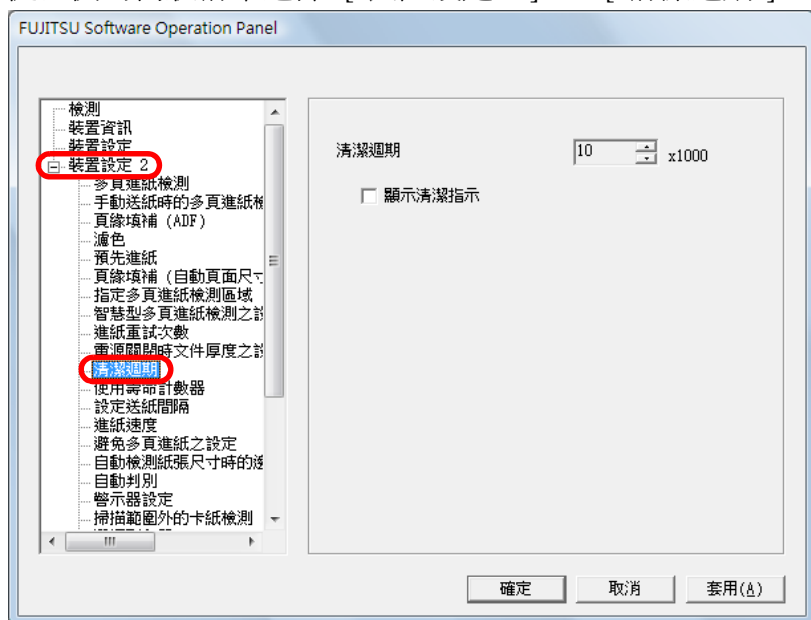 FUJITSU Software Operation Panel
檢測
裝置資訊
裝置設定
裝置設定 2
多頁進紙檢測
手動送紙時的多頁進紙檢
頁緣填補 (ADF)
濾色
預先進紙
頁緣填補 (自動頁面尺寸
指定多頁進紙檢測區域
智慧型多頁進紙檢測之設
進紙重試次數
電源關閉時文件厚度之設
清潔週期
使用壽命計數器
設定送紙間隔
進紙速度
避免多頁進紙之設定
自動檢測紙張尺寸時的邊
自動判別
警示器設定
掃描範圍外的卡紙檢測
清潔週期
10
x1000
顯示清潔指示
確定
取消
套用(A)